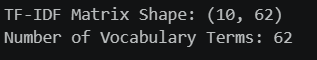 TF-IDF Matrix Shape: (10, 62)
Number of Vocabulary Terms: 62